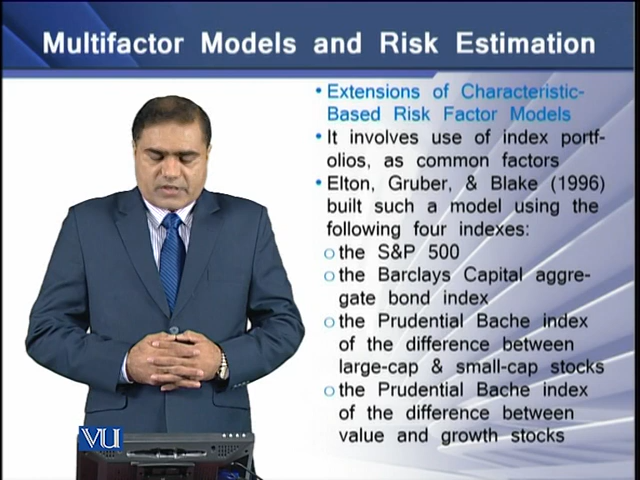 Multifactor Models and Risk Estimation
• Extensions of Characteristic-
Based Risk Factor Models
• It involves use of index portf-
olios, as common factors
• Elton, Gruber, & Blake (1996)
built such a model using the
following four indexes:
o the S&P 500
o the Barclays Capital aggre-
gate bond index
o the Prudential Bache index
of the difference between
large-cap & small-cap stocks
o the Prudential Bache index
of the difference between
value and growth stocks
VU